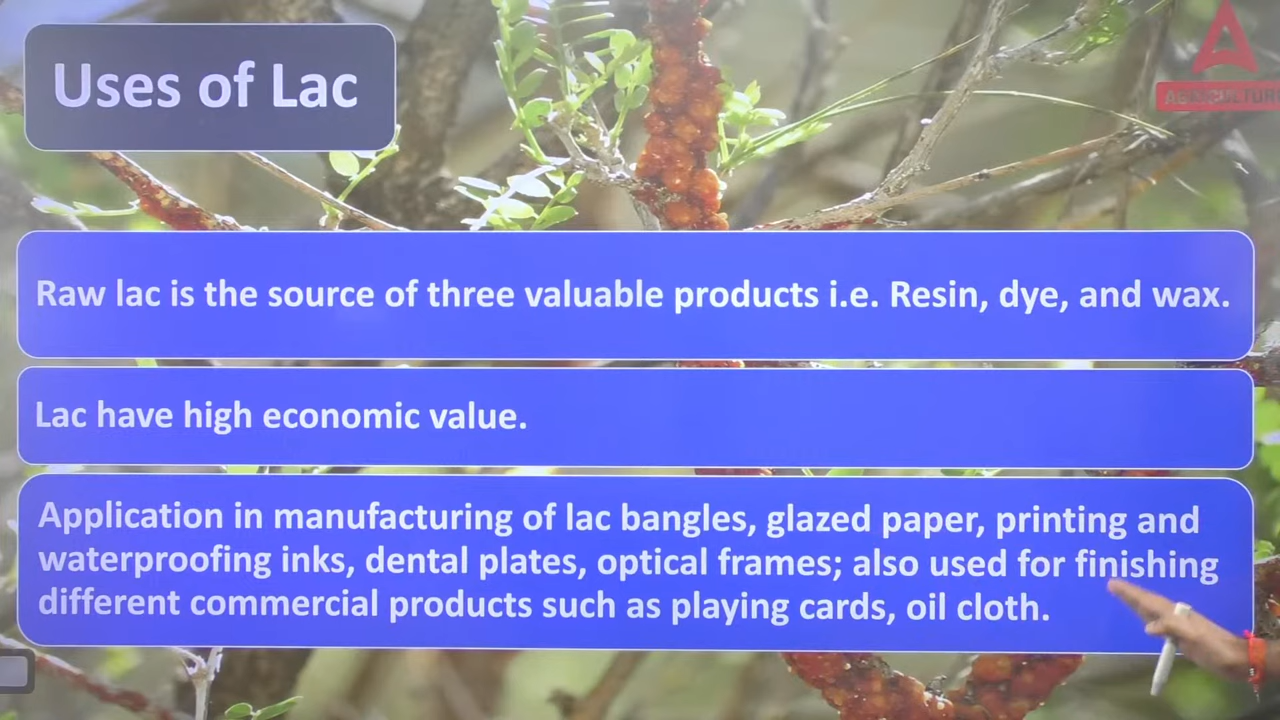 Uses of Lac
AGRICULTUR
Raw lac is the source of three valuable products i.e. Resin, dye, and wax.
Lac have high economic value.
Application in manufacturing of lac bangles, glazed paper, printing and
waterproofing inks, dental plates, optical frames; also used for finishing
different commercial products such as playing cards, oil cloth.